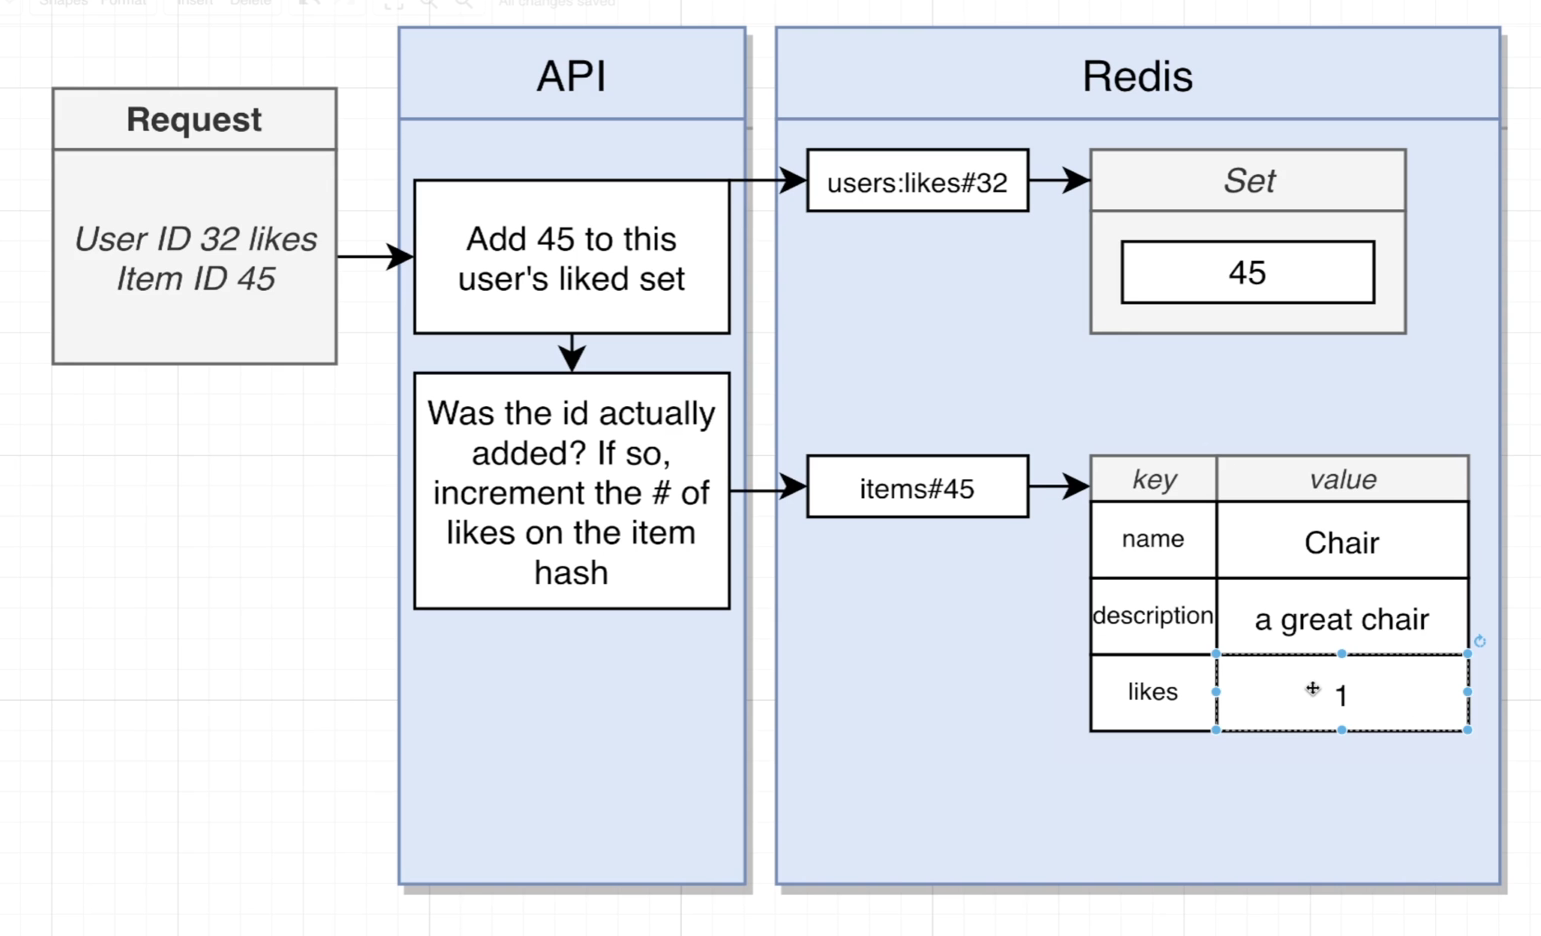 Shapes Format Insert Delete All changes saved
API
Redis
Request
User ID 32 likes
Item ID 45
Add 45 to this
user's liked set
users:likes#32
Set
45
Was the id actually
added? If so,
increment the # of
likes on the item
hash
items#45
key value
name Chair
description a great chair
likes 1